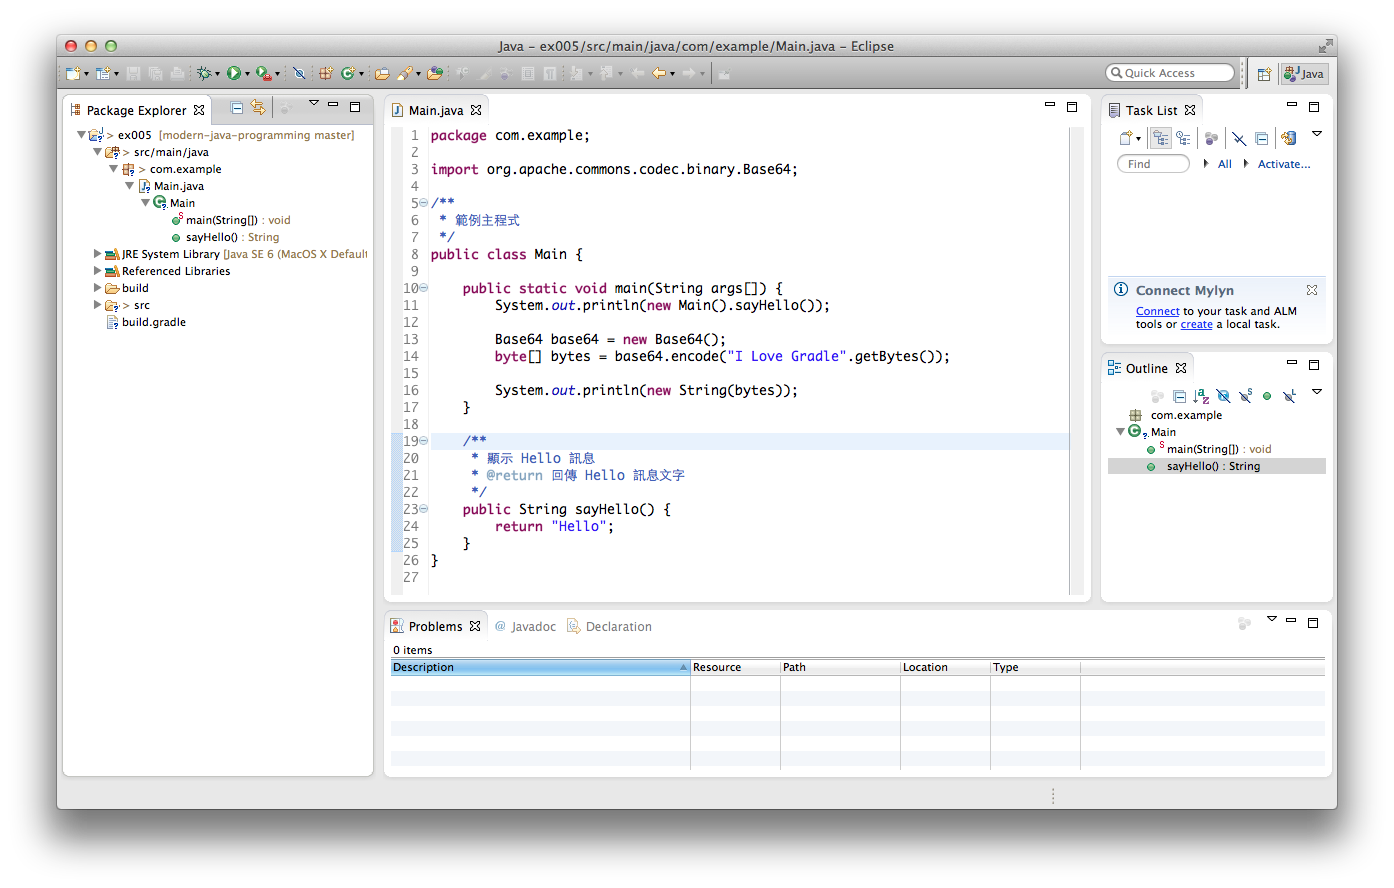 Java – ex005/src/main/java/com/example/Main.java – Eclipse
Quick Access
Java
Package Explorer
> ex005 [modern-java-programming master]
> src/main/java
> com.example
Main.java
Main
main(String[]) : void
sayHello() : String
JRE System Library [Java SE 6 (MacOS X Default
Referenced Libraries
build
> src
build.gradle
Main.java
1 package com.example;
2
3 import org.apache.commons.codec.binary.Base64;
4
5 /**
6 * 範例主程式
7 */
8 public class Main {
9
10 public static void main(String args[]) {
11 System.out.println(new Main().sayHello());
12
13 Base64 base64 = new Base64();
14 byte[] bytes = base64.encode("I Love Gradle".getBytes());
15
16 System.out.println(new String(bytes));
17 }
18
19 /**
20 * 顯示 Hello 訊息
21 * @return 回傳 Hello 訊息文字
22 */
23 public String sayHello() {
24 return "Hello";
25 }
26 }
27
Task List
Find
All
Activate...
Connect Mylyn
Connect to your task and ALM
tools or create a local task.
Outline
com.example
Main
main(String[]) : void
sayHello() : String
Problems
@ Javadoc
Declaration
0 items
Description Resource Path Location Type